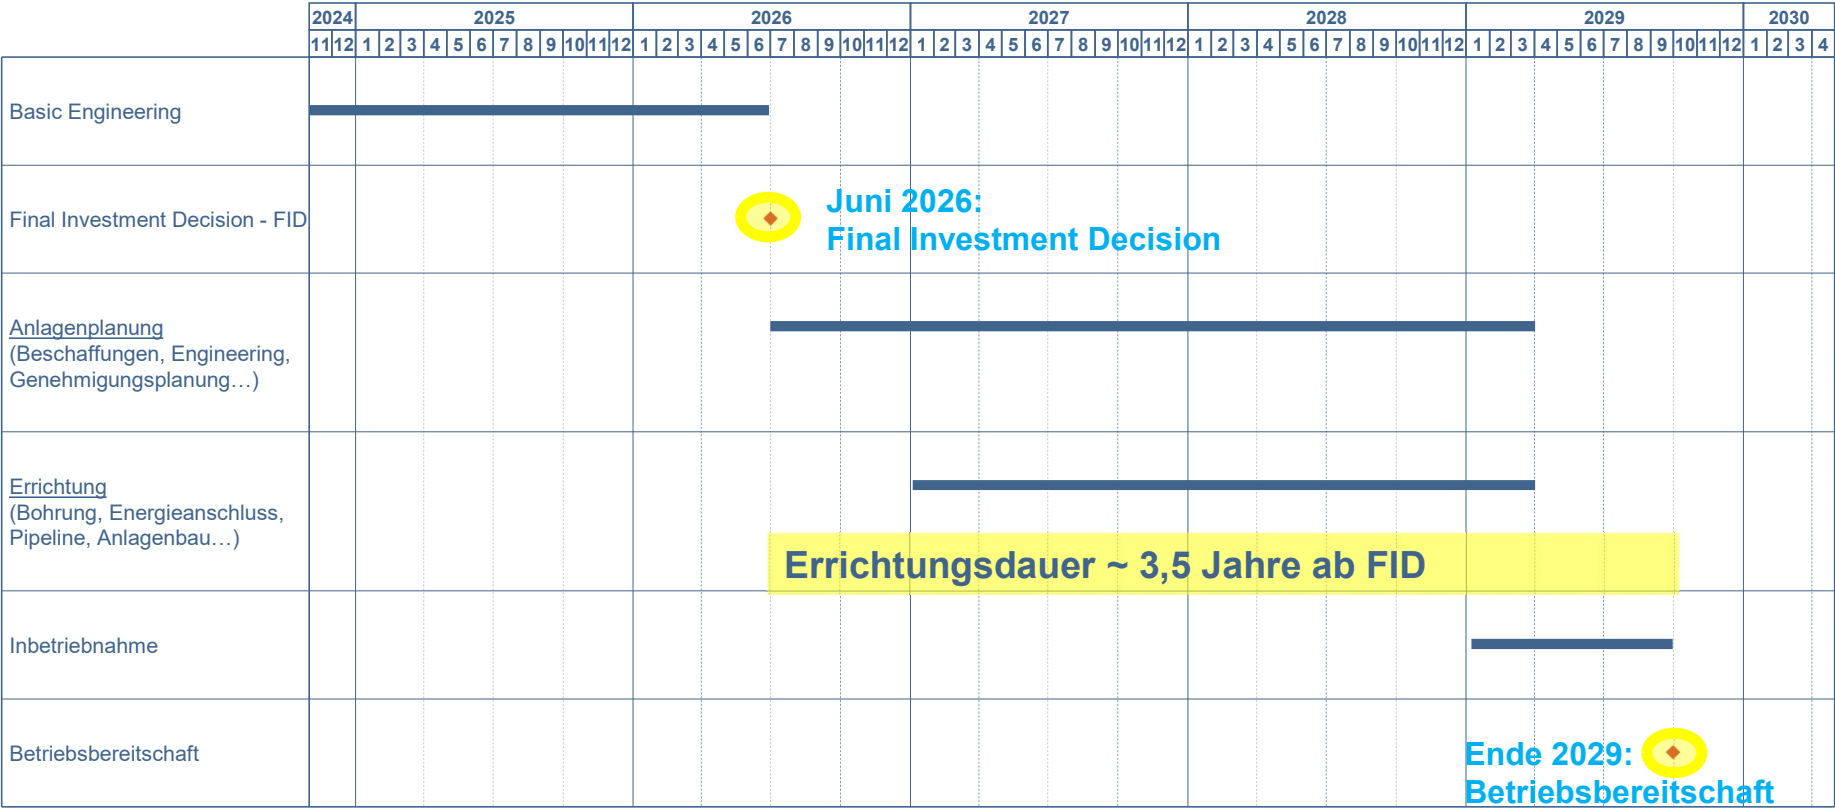 2024 2025 2026 2027 2028 2029 2030
11 12 1 2 3 4 5 6 7 8 9 10 11 12 1 2 3 4 5 6 7 8 9 10 11 12 1 2 3 4 5 6 7 8 9 10 11 12 1 2 3 4 5 6 7 8 9 10 11 12 1 2 3 4 5 6 7 8 9 10 11 12 1 2 3 4
Basic Engineering
Final Investment Decision - FID
Juni 2026:
Final Investment Decision
Anlagenplanung
(Beschaffungen, Engineering,
Genehmigungsplanung…)
Errichtung
(Bohrung, Energieanschluss,
Pipeline, Anlagenbau…)
Errichtungsdauer ~ 3,5 Jahre ab FID
Inbetriebnahme
Betriebsbereitschaft
Ende 2029:
Betriebsbereitschaft